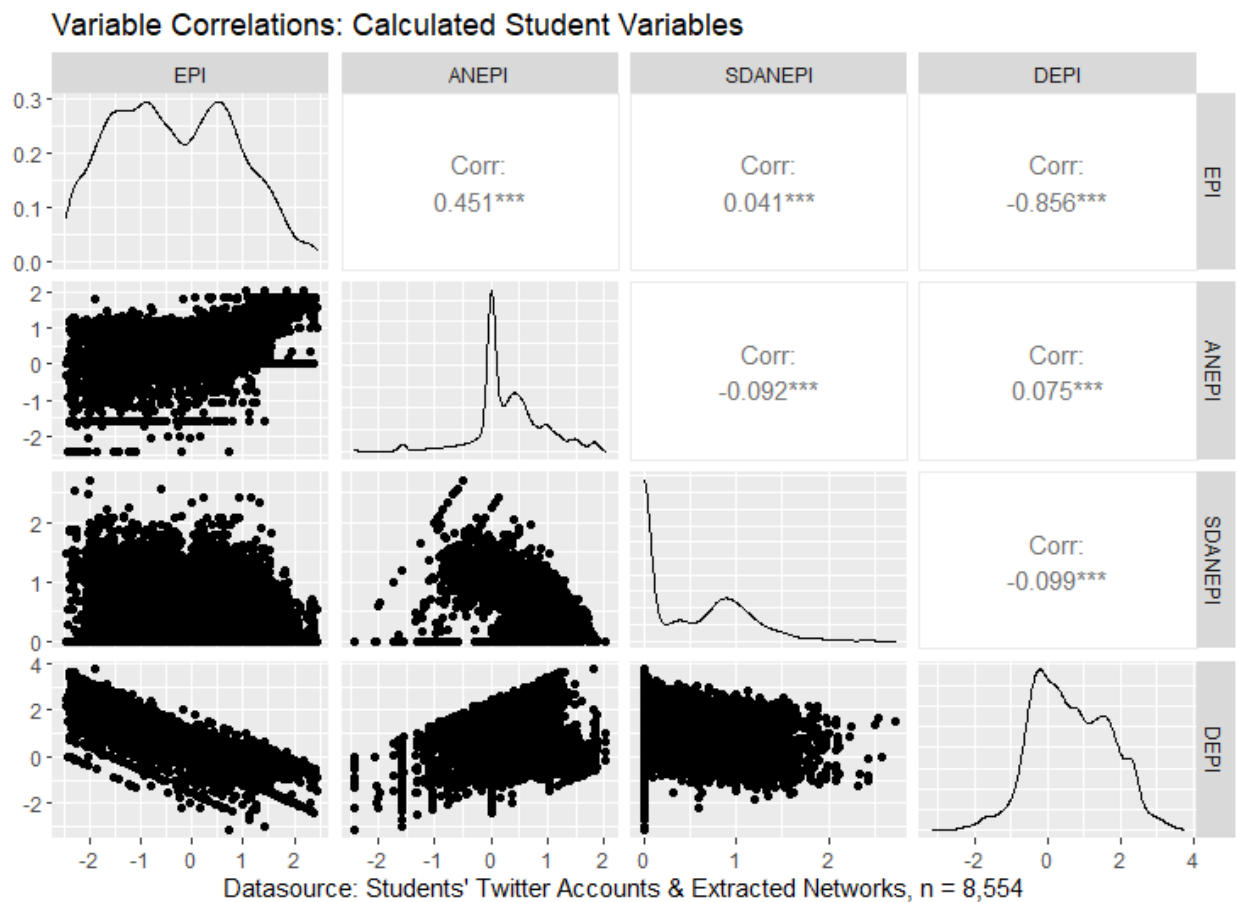 Variable Correlations: Calculated Student Variables
EPI ANEPI SDANEPI DEPI
0.3
0.2
0.1
0.0
Corr:
0.451***
Corr:
0.041***
Corr:
-0.856***
EPI
2
1
0
-1
-2
Corr:
-0.092***
Corr:
0.075***
ANEPI
2
1
0
Corr:
-0.099***
SDANEPI
4
2
0
-2
DEPI
-2 -1 0 1 2 -2 -1 0 1 2 0 1 2 -2 0 2 4
Datasource: Students' Twitter Accounts & Extracted Networks, n = 8,554